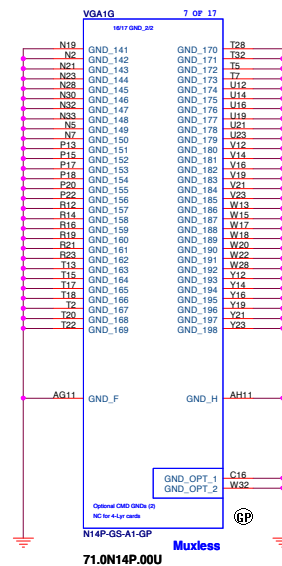 VGA1G 7 OF 17
16/17 GND_2/2
N19 GND_141 GND_170 T28
N2 GND_142 GND_171 T32
N21 GND_143 GND_172 T5
N23 GND_144 GND_173 T7
N28 GND_145 GND_174 U12
N30 GND_146 GND_175 U14
N32 GND_147 GND_176 U16
N33 GND_148 GND_177 U19
N5 GND_149 GND_178 U21
N7 GND_150 GND_179 U23
P13 GND_151 GND_180 V12
P15 GND_152 GND_181 V14
P17 GND_153 GND_182 V16
P18 GND_154 GND_183 V19
P20 GND_155 GND_184 V21
P22 GND_156 GND_185 V23
R12 GND_157 GND_186 W13
R14 GND_158 GND_187 W15
R16 GND_159 GND_188 W17
R19 GND_160 GND_189 W18
R21 GND_161 GND_190 W20
R23 GND_162 GND_191 W22
T13 GND_163 GND_192 W28
T15 GND_164 GND_193 Y12
T17 GND_165 GND_194 Y14
T18 GND_166 GND_195 Y16
T2 GND_167 GND_196 Y19
T20 GND_168 GND_197 Y21
T22 GND_169 GND_198 Y23
AG11 GND_F GND_H AH11
GND_OPT_1 C16
GND_OPT_2 W32
Optional CMD GNDs (2)
NC for 4-Lyr cards
GP
N14P-GS-A1-GP
Muxless
71.0N14P.00U